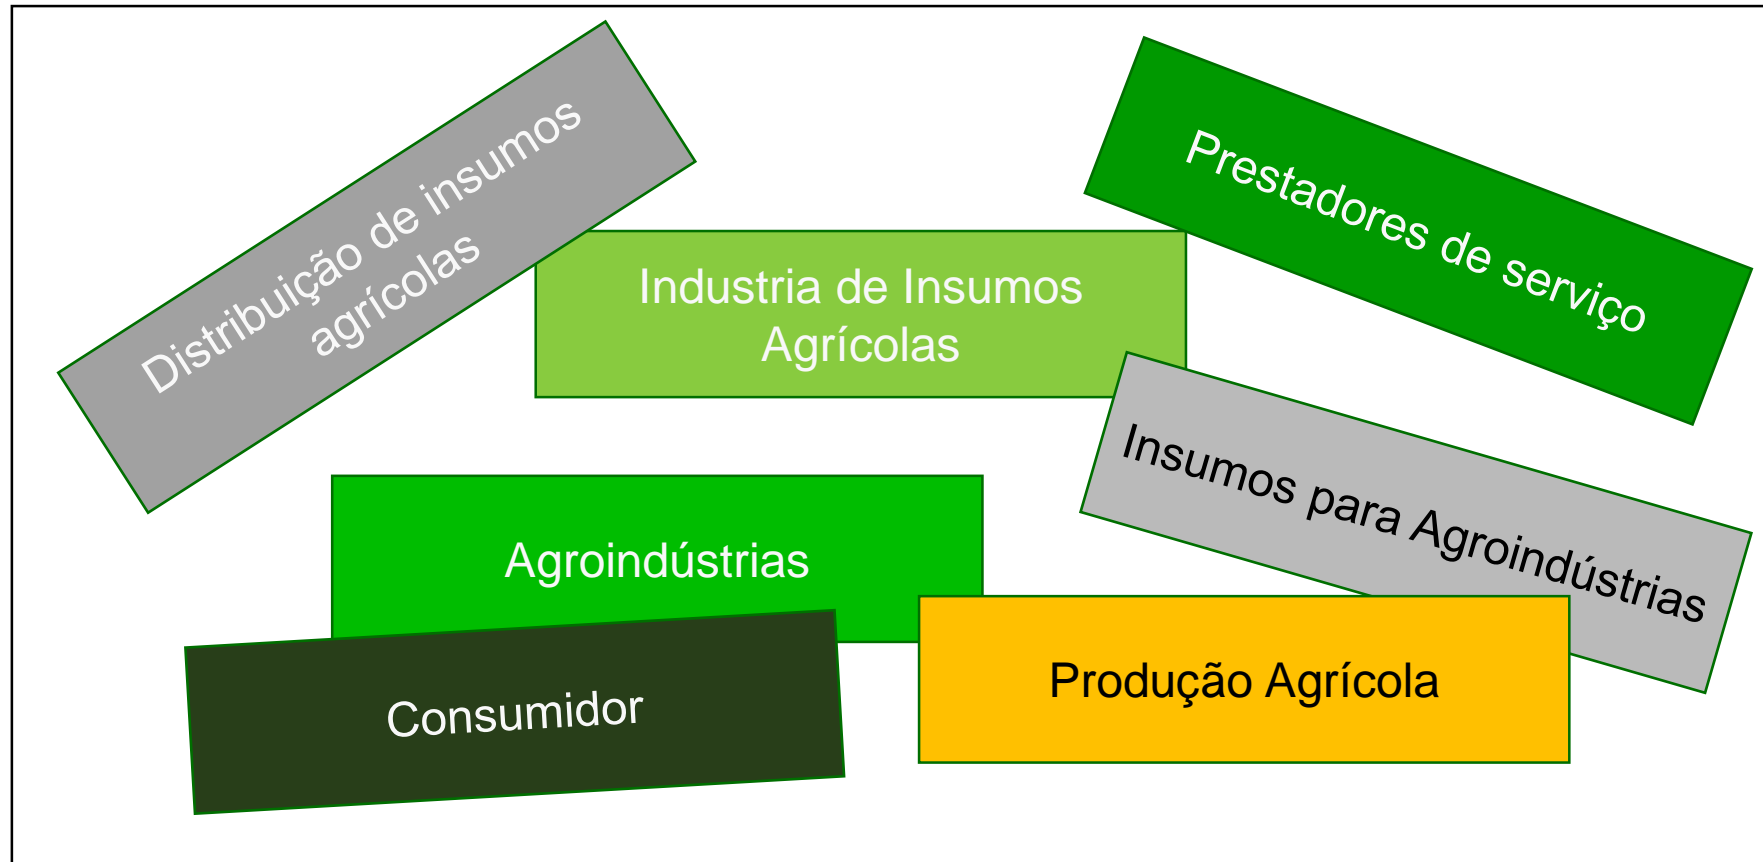 Distribuição de insumos
agrícolas
Prestadores de serviço
Industria de Insumos
Agrícolas
Insumos para Agroindústrias
Agroindústrias
Produção Agrícola
Consumidor